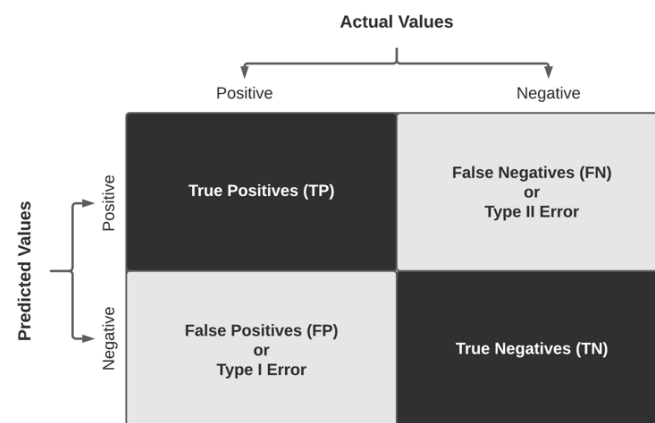 Actual Values
Positive
Negative
Predicted Values
Positive
True Positives (TP)
False Negatives (FN)
or
Type II Error
Negative
False Positives (FP)
or
Type I Error
True Negatives (TN)